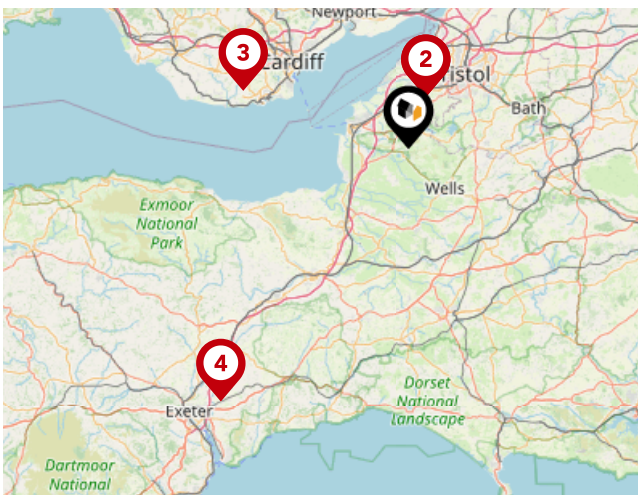 Newport
3
Cardiff
2
Bristol
Bath
Wells
Exmoor
National
Park
4
Exeter
Dorset
National
Landscape
Dartmoor
National